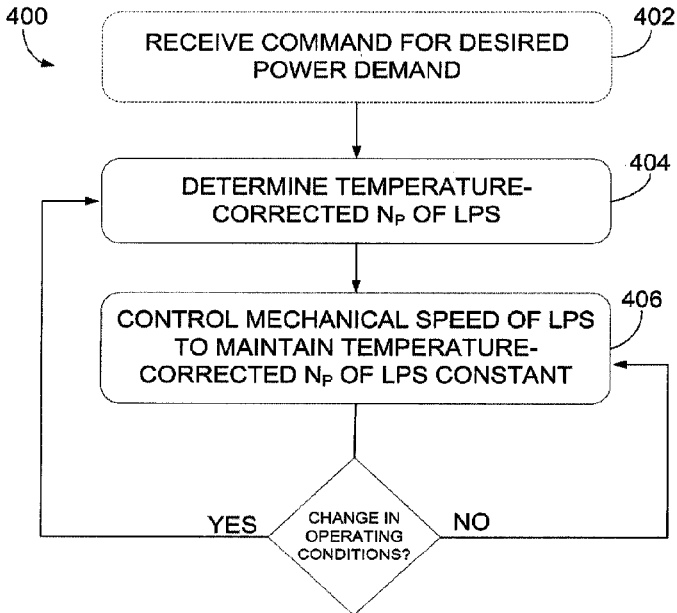 400
402
RECEIVE COMMAND FOR DESIRED
POWER DEMAND
404
DETERMINE TEMPERATURE-
CORRECTED NP OF LPS
406
CONTROL MECHANICAL SPEED OF LPS
TO MAINTAIN TEMPERATURE-
CORRECTED NP OF LPS CONSTANT
YES
CHANGE IN
OPERATING
CONDITIONS?
NO